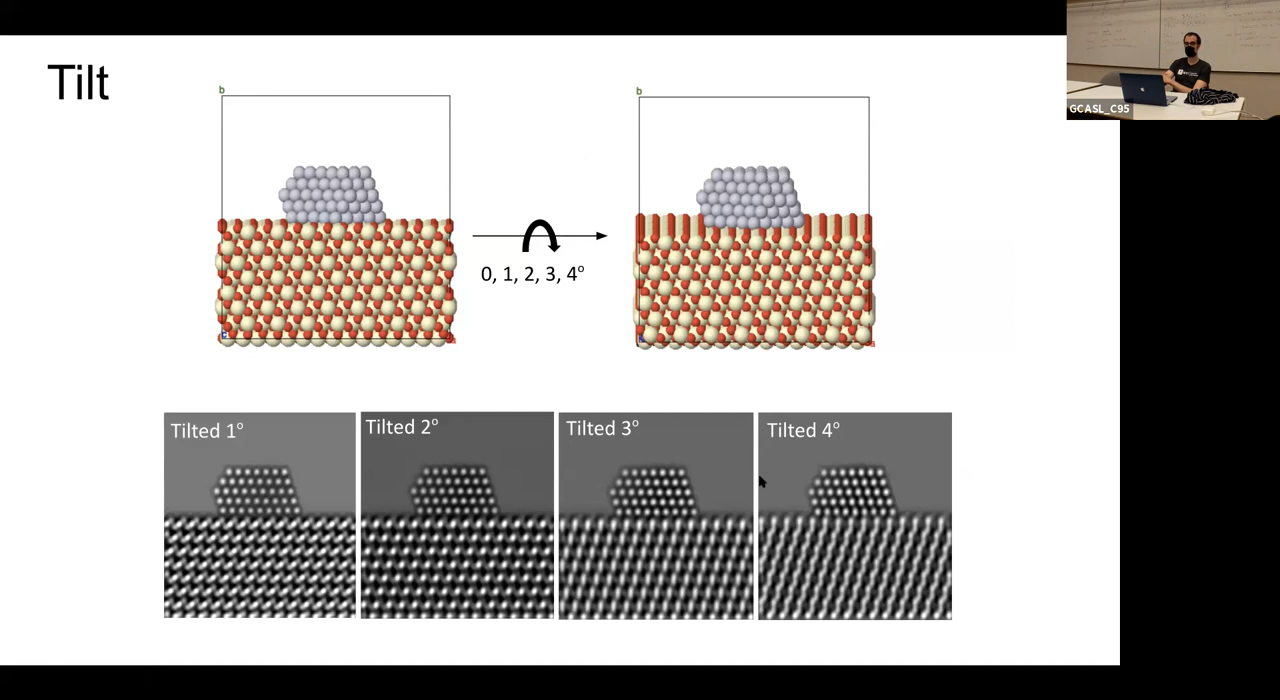 Tilt
b
b
0, 1, 2, 3, 4°
Tilted 1°
Tilted 2°
Tilted 3°
Tilted 4°
GCASL_C95